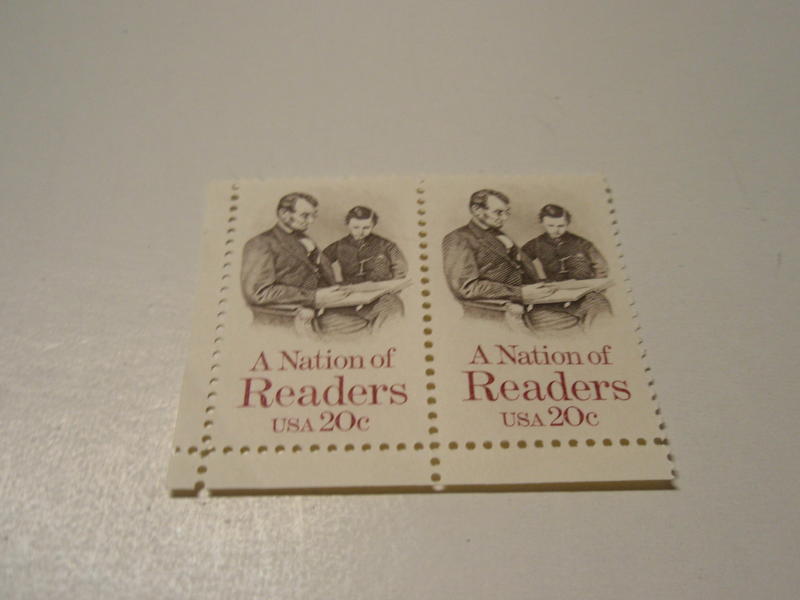 A Nation of
Readers
USA 20c
A Nation of
Readers
USA 20c